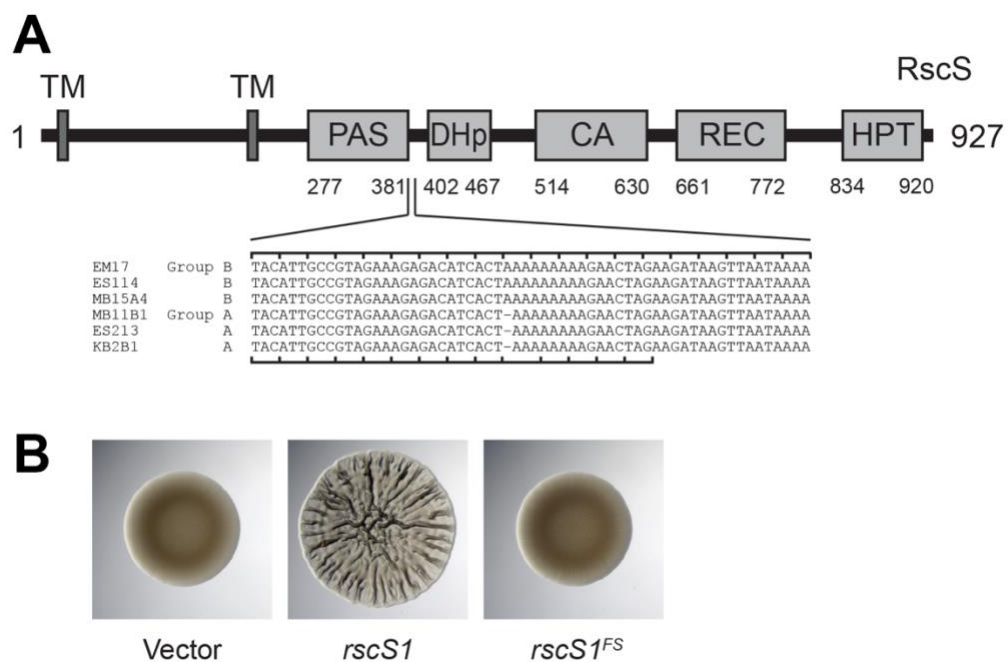 A
RscS
TM TM
1 PAS DHp CA REC HPT 927
277 381 402 467 514 630 661 772 834 920
EM17 Group B TACATTGCCGTAGAAAGAGACATCACTAAAAAAAAAGAACTAGAAGATAAGTTAATAAAA
ES114 B TACATTGCCGTAGAAAGAGACATCACTAAAAAAAAAGAACTAGAAGATAAGTTAATAAAA
MB15A4 B TACATTGCCGTAGAAAGAGACATCACTAAAAAAAAAGAACTAGAAGATAAGTTAATAAAA
MB11B1 Group A TACATTGCCGTAGAAAGAGACATCACT-AAAAAAAAGAACTAGAAGATAAGTTAATAAAA
ES213 A TACATTGCCGTAGAAAGAGACATCACT-AAAAAAAAGAACTAGAAGATAAGTTAATAAAA
KB2B1 A TACATTGCCGTAGAAAGAGACATCACT-AAAAAAAAGAACTAGAAGATAAGTTAATAAAA
B
Vector rscS1 rscS1FS